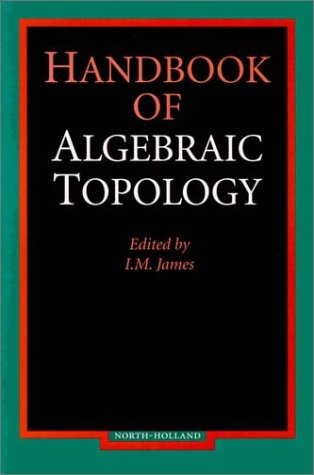 HANDBOOK
OF
ALGEBRAIC
TOPOLOGY
Edited by
I.M. James
NORTH-HOLLAND